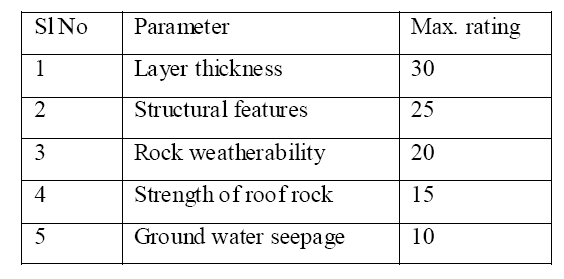 Sl No Parameter Max. rating
1 Layer thickness 30
2 Structural features 25
3 Rock weatherability 20
4 Strength of roof rock 15
5 Ground water seepage 10